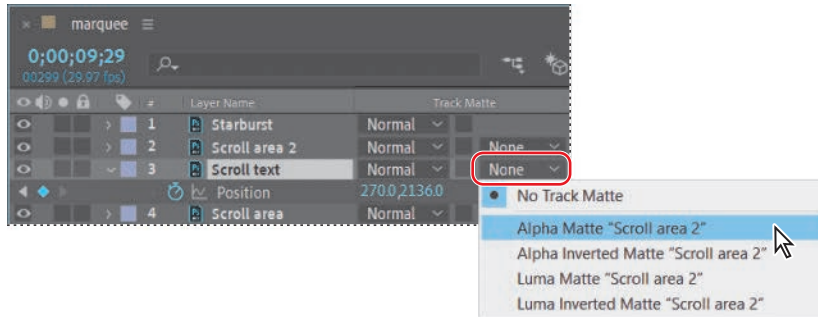 × marquee ≡
0;00;09;29
00299 (29.97 fps)
# Layer Name Track Matte
1 Starburst Normal
2 Scroll area 2 Normal None
3 Scroll text Normal None
Position 270.0,2136.0
4 Scroll area Normal
No Track Matte
Alpha Matte “Scroll area 2”
Alpha Inverted Matte “Scroll area 2”
Luma Matte “Scroll area 2”
Luma Inverted Matte “Scroll area 2”